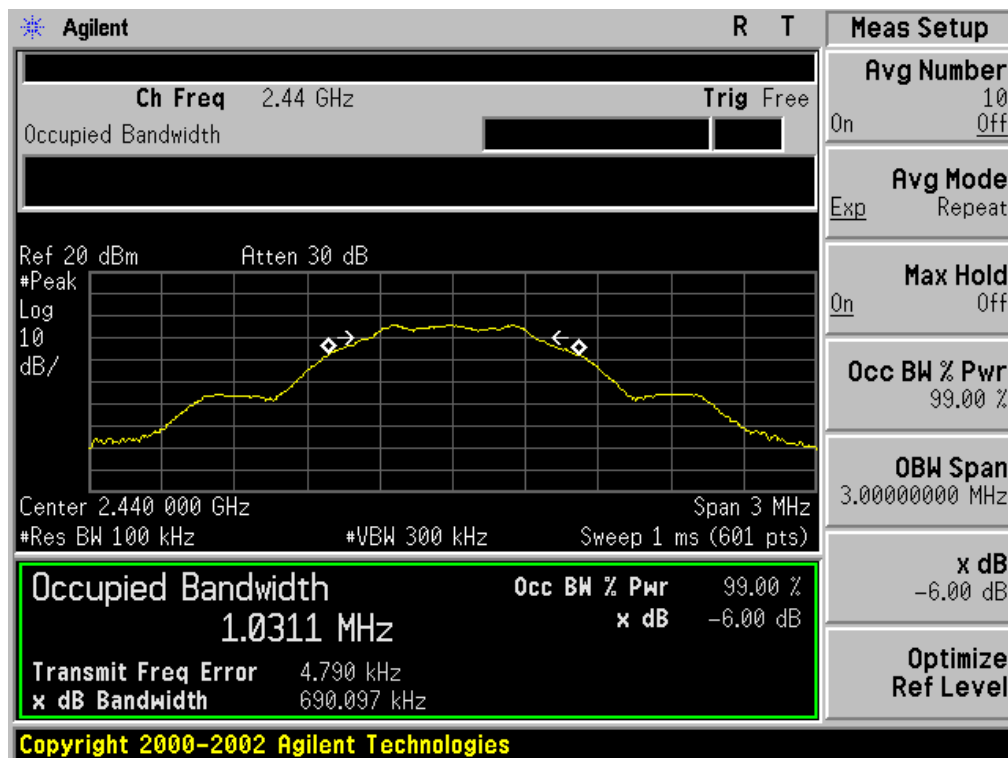 Agilent R T
Ch Freq 2.44 GHz Trig Free
Occupied Bandwidth
Ref 20 dBm Atten 30 dB
#Peak
Log
10
dB/
Center 2.440 000 GHz Span 3 MHz
#Res BW 100 kHz #VBW 300 kHz Sweep 1 ms (601 pts)
Occupied Bandwidth Occ BW % Pwr 99.00 %
1.0311 MHz x dB -6.00 dB
Transmit Freq Error 4.790 kHz
x dB Bandwidth 690.097 kHz
Copyright 2000-2002 Agilent Technologies
Meas Setup
Avg Number
10
On Off
Avg Mode
Exp Repeat
Max Hold
On Off
Occ BW % Pwr
99.00 %
OBW Span
3.00000000 MHz
x dB
-6.00 dB
Optimize
Ref Level